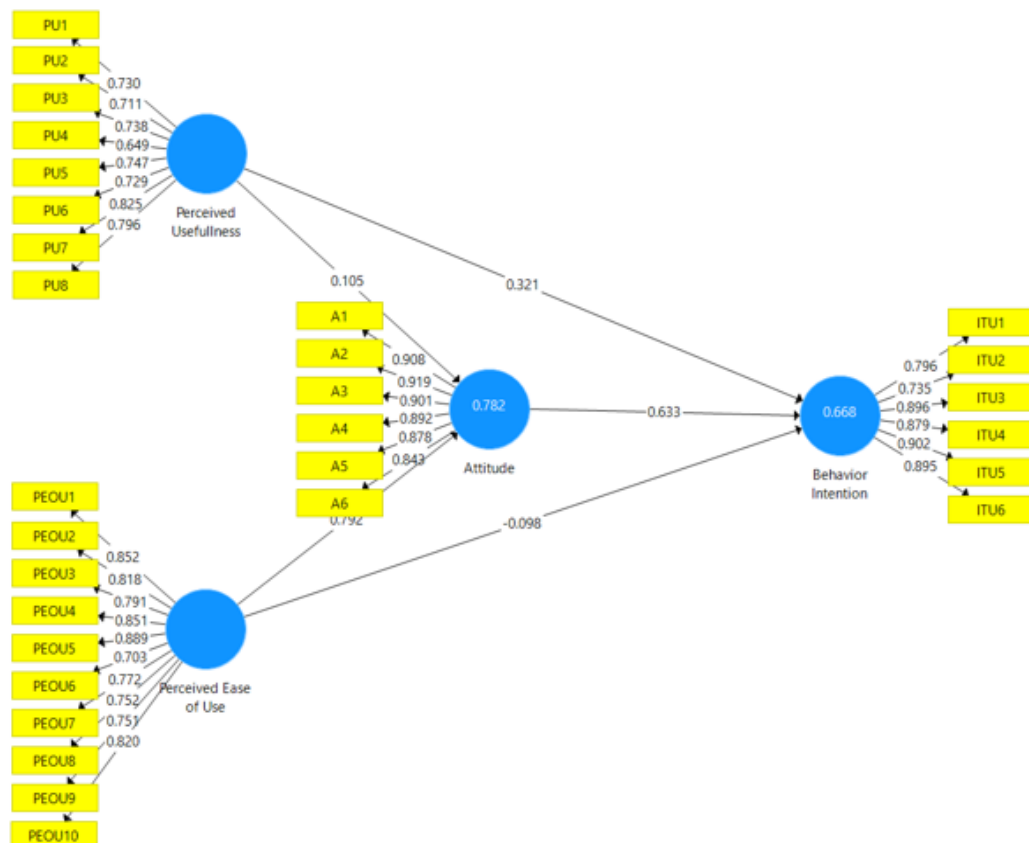 PU1
PU2
PU3
PU4
PU5
PU6
PU7
PU8
0.730
0.711
0.738
0.649
0.747
0.729
0.825
0.796
Perceived
Usefullness
0.105
0.321
A1
A2
A3
A4
A5
A6
0.908
0.919
0.901
0.892
0.878
0.843
0.782
Attitude
0.633
0.668
Behavior
Intention
ITU1
ITU2
ITU3
ITU4
ITU5
ITU6
0.796
0.735
0.896
0.879
0.902
0.895
0.792
-0.098
PEOU1
PEOU2
PEOU3
PEOU4
PEOU5
PEOU6
PEOU7
PEOU8
PEOU9
PEOU10
0.852
0.818
0.791
0.851
0.889
0.703
0.772
0.752
0.751
0.820
Perceived Ease
of Use